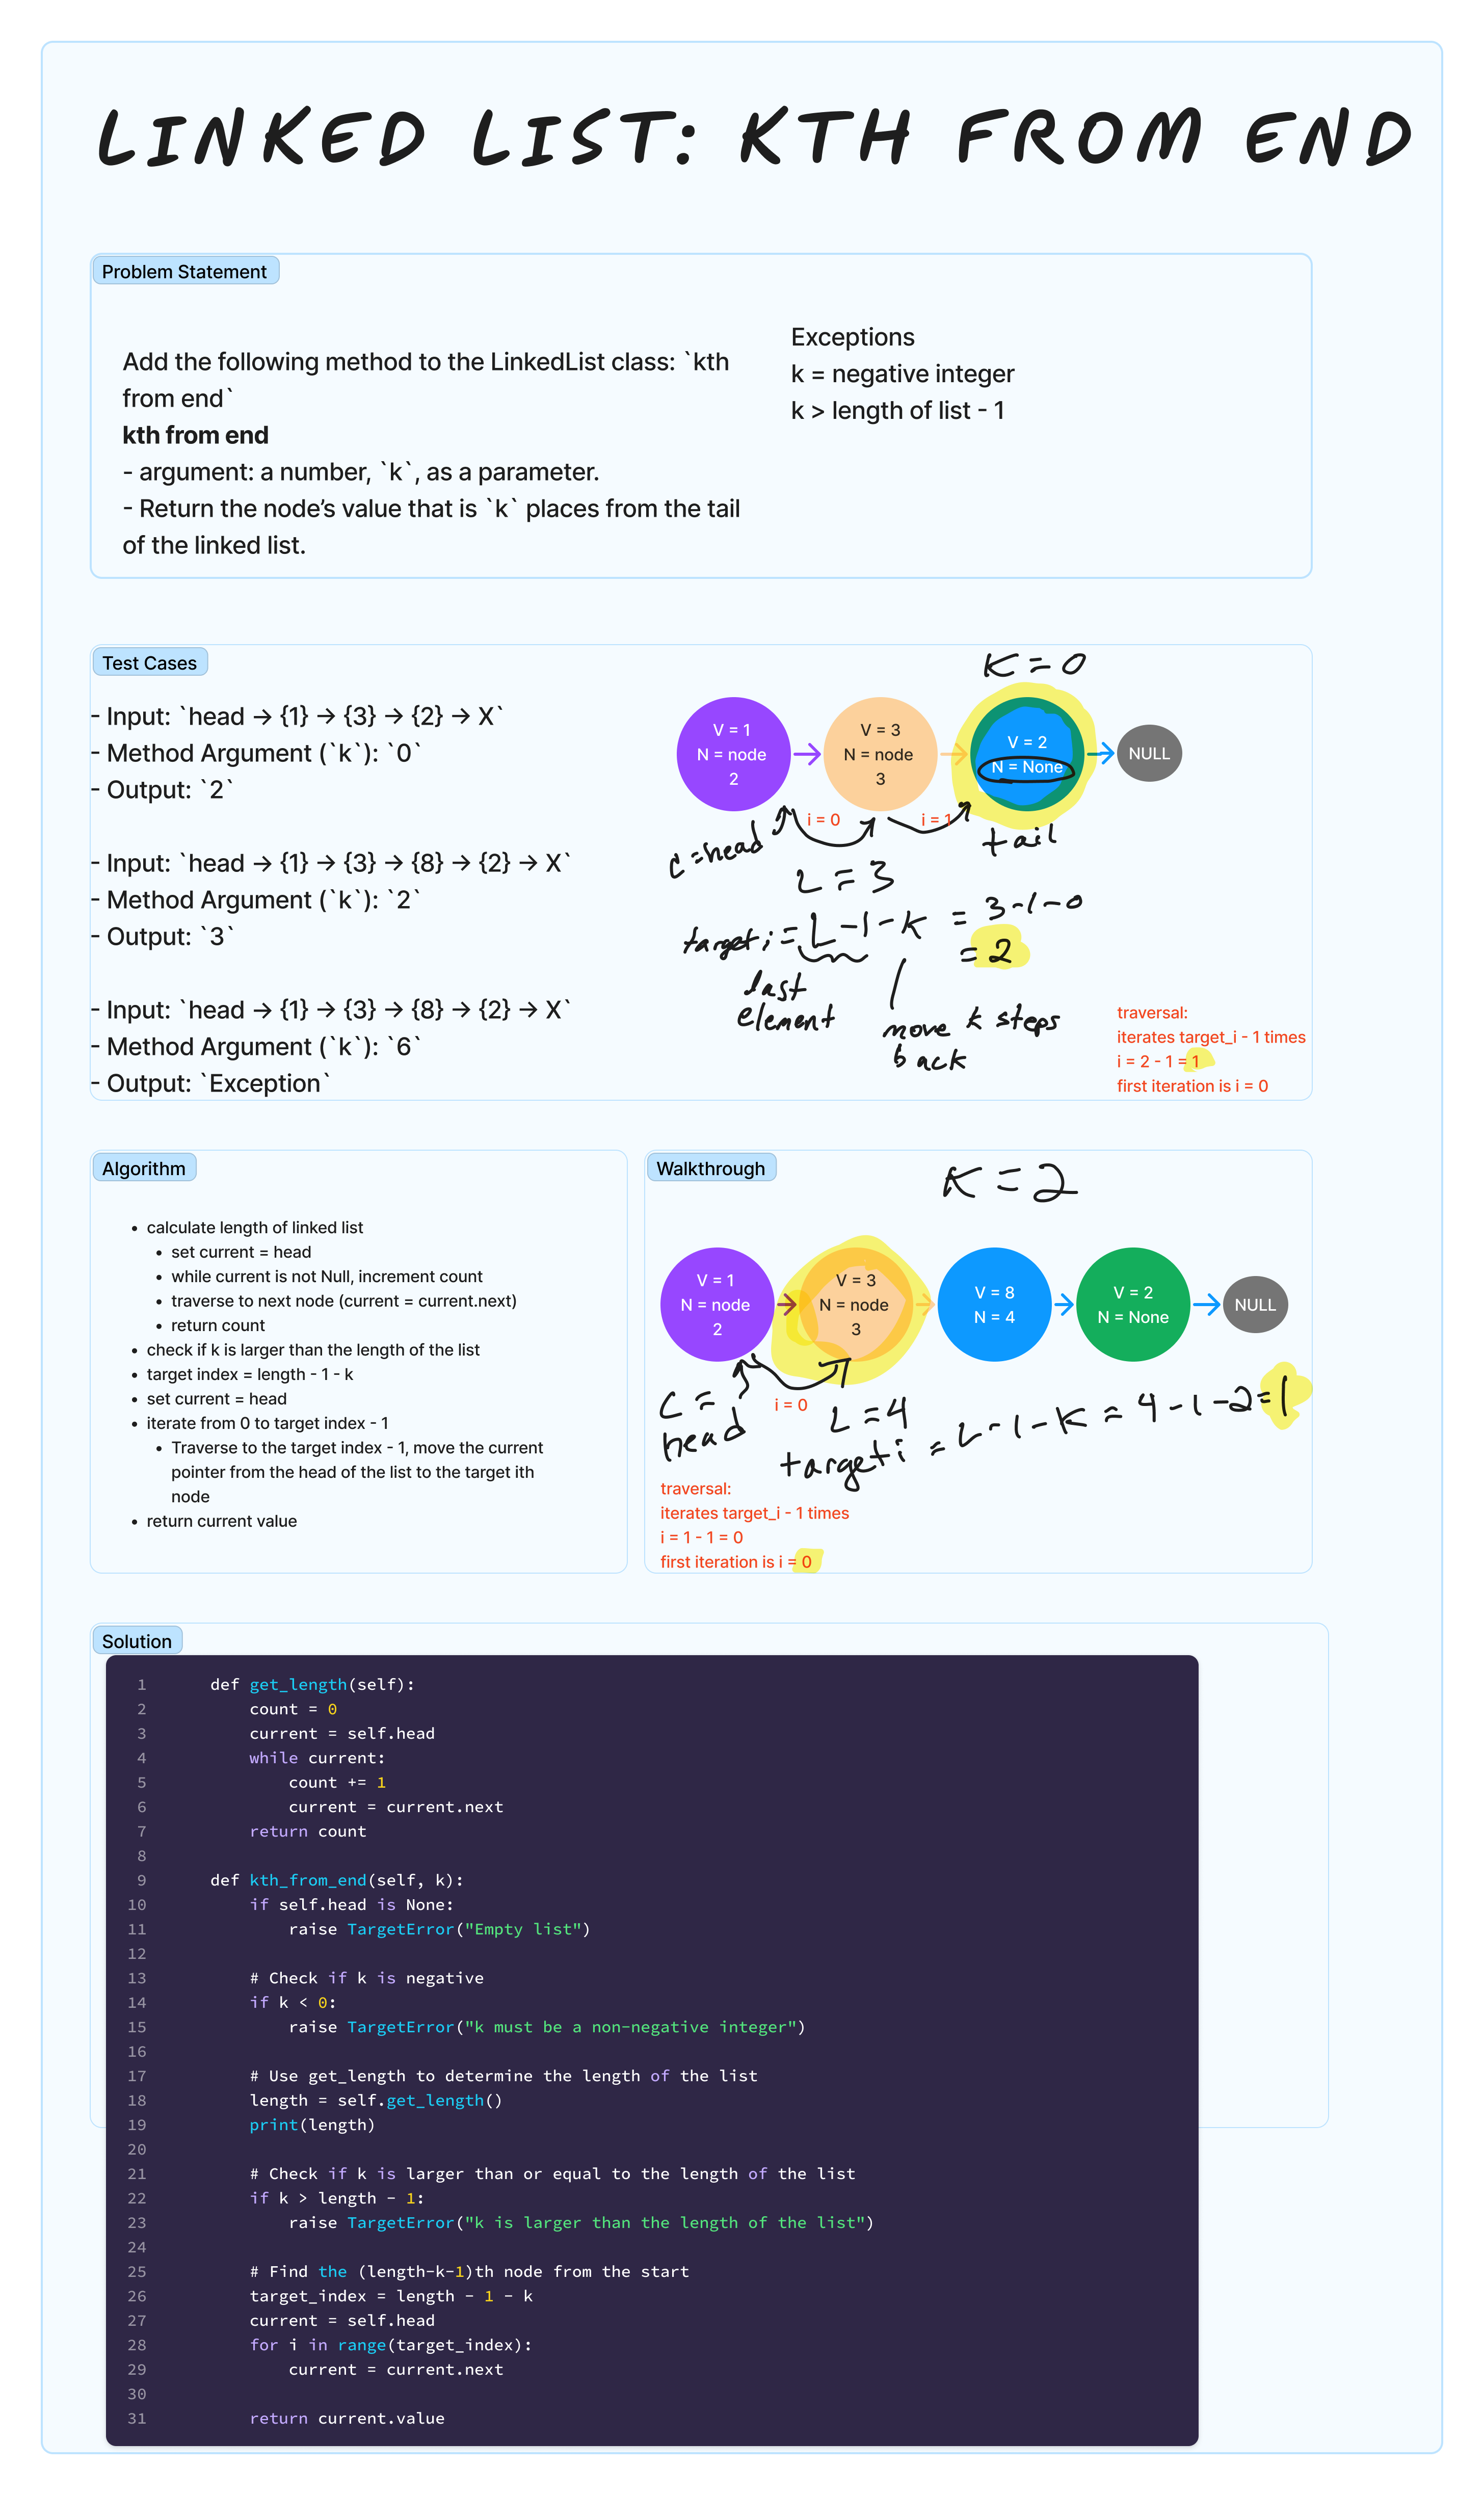 LINKED LIST: KTH FROM END
Problem Statement
Add the following method to the LinkedList class: `kth
from end`
kth from end
- argument: a number, `k`, as a parameter.
- Return the node’s value that is `k` places from the tail
of the linked list.
Exceptions
k = negative integer
k > length of list - 1
Test Cases
- Input: `head → {1} → {3} → {2} → X`
- Method Argument (`k`): `0`
- Output: `2`
- Input: `head → {1} → {3} → {8} → {2} → X`
- Method Argument (`k`): `2`
- Output: `3`
- Input: `head → {1} → {3} → {8} → {2} → X`
- Method Argument (`k`): `6`
- Output: `Exception`
K = 0
V = 1
N = node
2
V = 3
N = node
3
V = 2
N = None
NULL
i = 0
i = 1
c = head
tail
L = 3
target i = L - 1 - K = 3 - 1 - 0
= 2
last
element
move k steps
back
traversal:
iterates target_i - 1 times
i = 2 - 1 = 1
first iteration is i = 0
Algorithm
• calculate length of linked list
• set current = head
• while current is not Null, increment count
• traverse to next node (current = current.next)
• return count
• check if k is larger than the length of the list
• target index = length - 1 - k
• set current = head
• iterate from 0 to target index - 1
• Traverse to the target index - 1, move the current
pointer from the head of the list to the target ith
node
• return current value
Walkthrough
K = 2
V = 1
N = node
2
V = 3
N = node
3
V = 8
N = 4
V = 2
N = None
NULL
C =
head
i = 0
L = 4
target i = L - 1 - K = 4 - 1 - 2 = 1
traversal:
iterates target_i - 1 times
i = 1 - 1 = 0
first iteration is i = 0
Solution
1 def get_length(self):
2 count = 0
3 current = self.head
4 while current:
5 count += 1
6 current = current.next
7 return count
8
9 def kth_from_end(self, k):
10 if self.head is None:
11 raise TargetError("Empty list")
12
13 # Check if k is negative
14 if k < 0:
15 raise TargetError("k must be a non-negative integer")
16
17 # Use get_length to determine the length of the list
18 length = self.get_length()
19 print(length)
20
21 # Check if k is larger than or equal to the length of the list
22 if k > length - 1:
23 raise TargetError("k is larger than the length of the list")
24
25 # Find the (length-k-1)th node from the start
26 target_index = length - 1 - k
27 current = self.head
28 for i in range(target_index):
29 current = current.next
30
31 return current.value